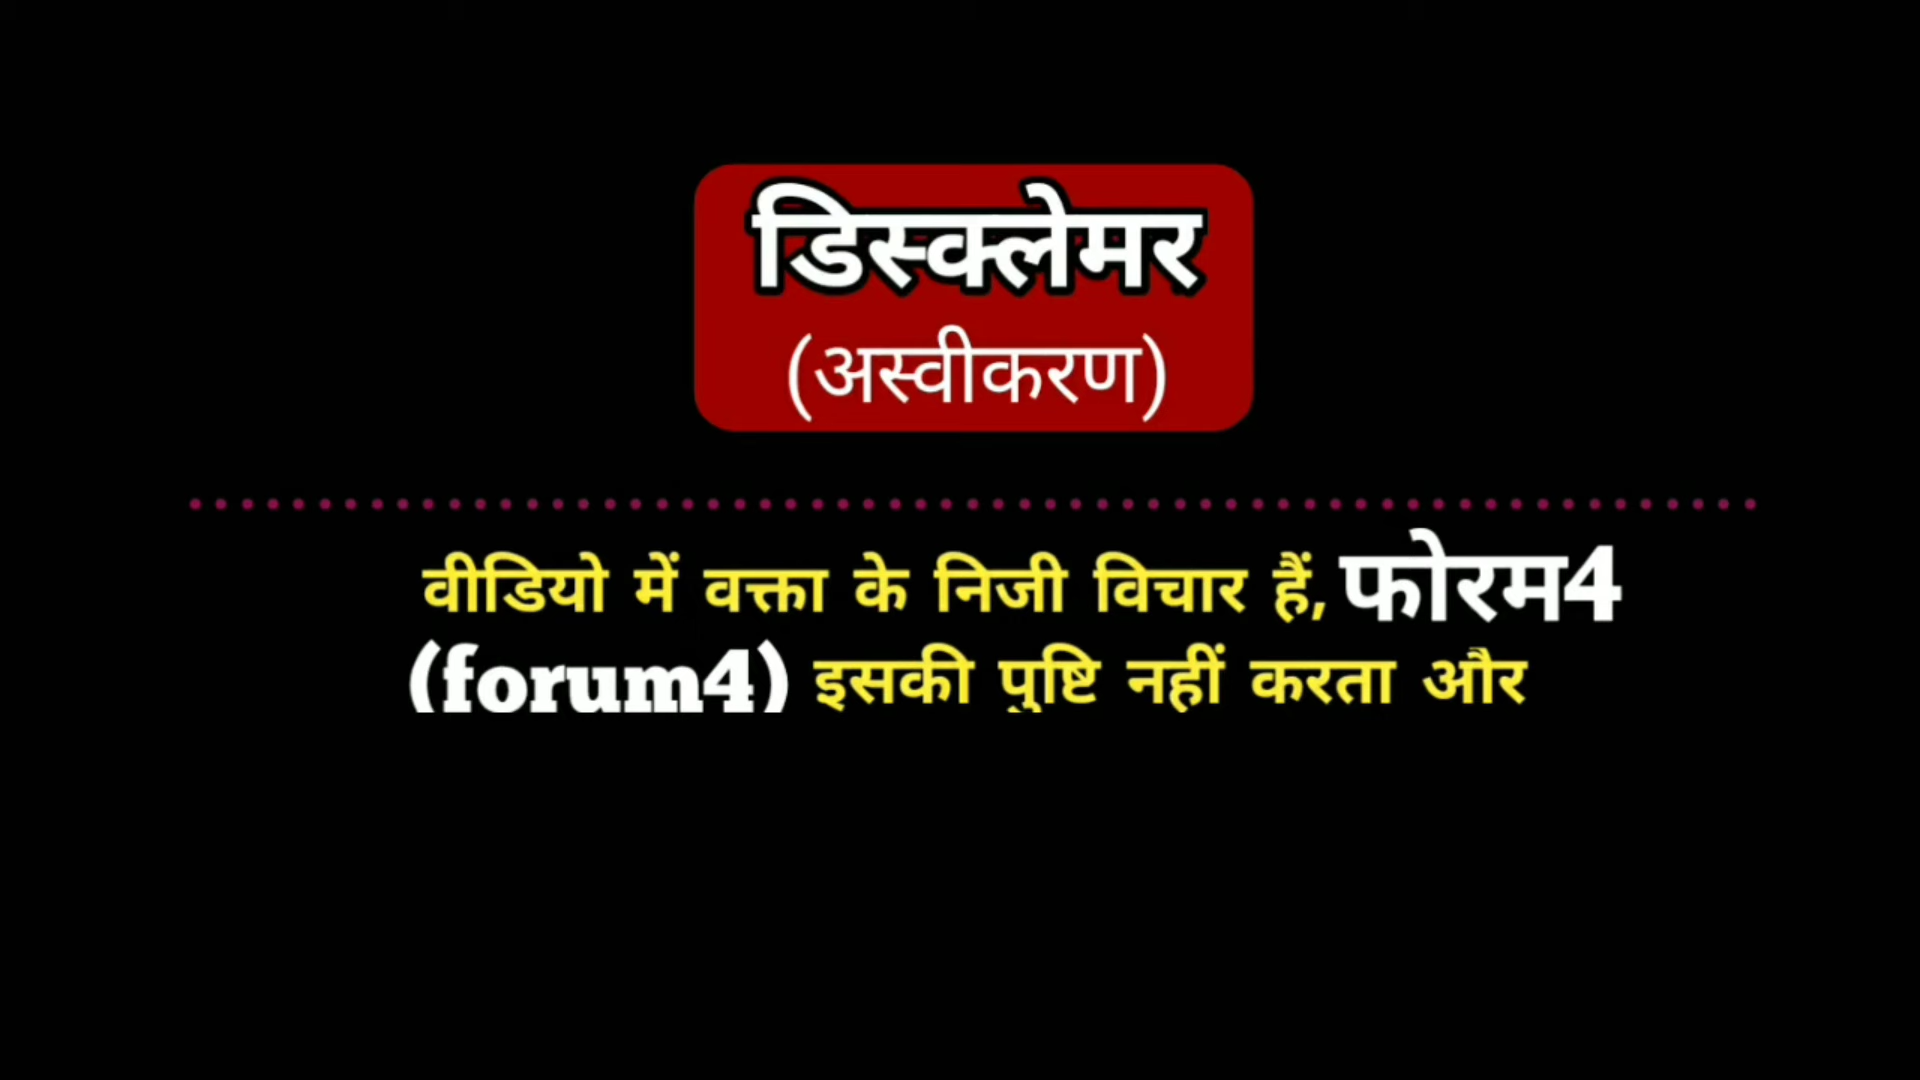 डिस्क्लेमर
(अस्वीकरण)
वीडियो में वक्ता के निजी विचार हैं, फोरम4
(forum4) इसकी पुष्टि नहीं करता और